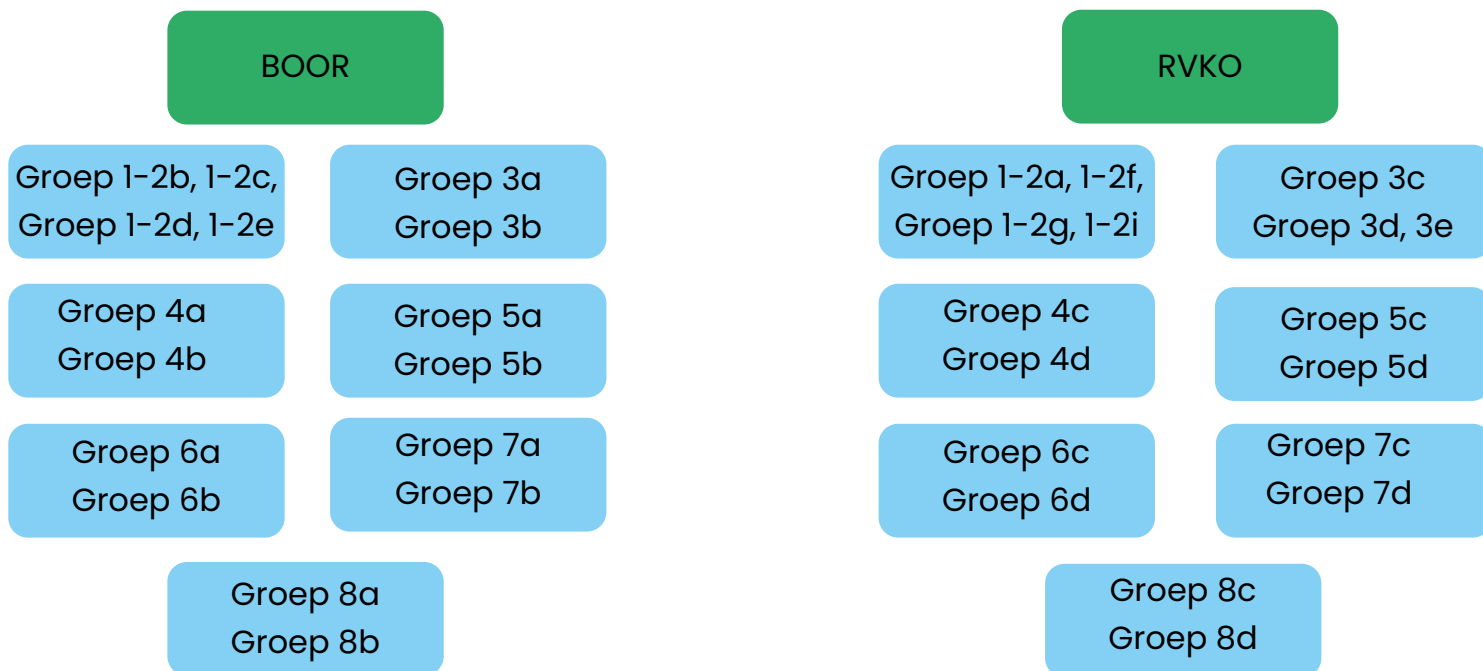 BOOR
Groep 1-2b, 1-2c,
Groep 1-2d, 1-2e
Groep 3a
Groep 3b
Groep 4a
Groep 4b
Groep 5a
Groep 5b
Groep 6a
Groep 6b
Groep 7a
Groep 7b
Groep 8a
Groep 8b
RVKO
Groep 1-2a, 1-2f,
Groep 1-2g, 1-2i
Groep 3c
Groep 3d, 3e
Groep 4c
Groep 4d
Groep 5c
Groep 5d
Groep 6c
Groep 6d
Groep 7c
Groep 7d
Groep 8c
Groep 8d